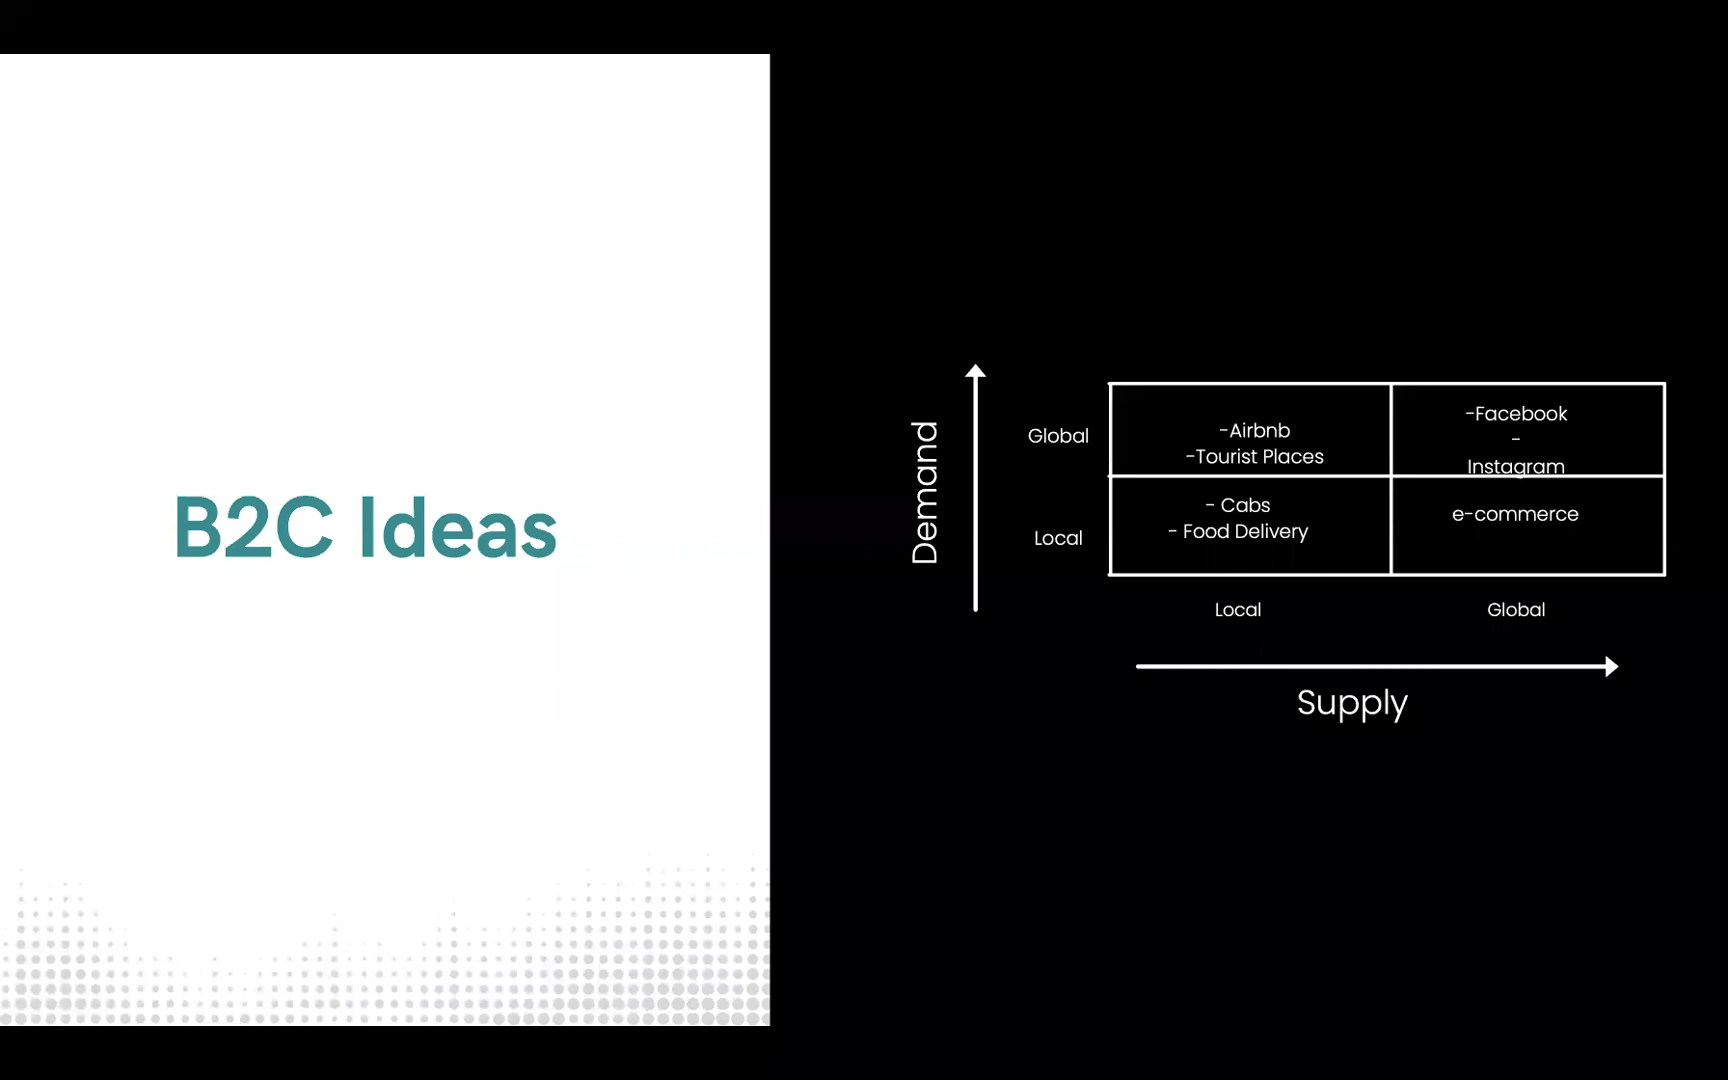 B2C Ideas
Demand
Global
-Airbnb
-Tourist Places
-Facebook
-
Instagram
Local
- Cabs
- Food Delivery
e-commerce
Local
Global
Supply